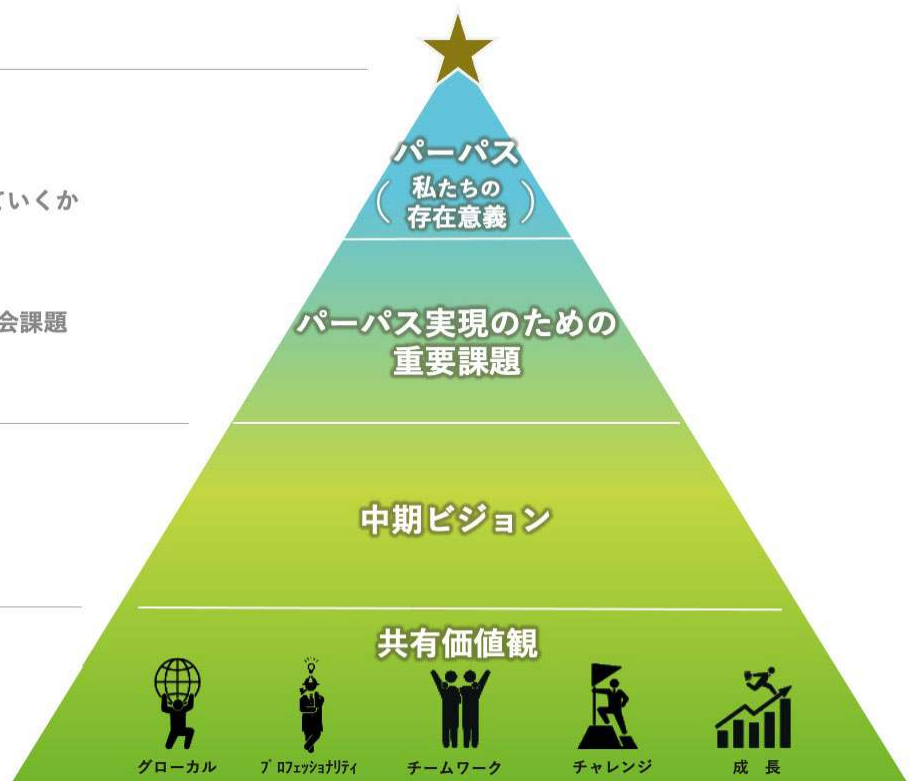 パーパス
（ 私たちの
存在意義 ）
ていくか
会課題
パーパス実現のための
重要課題
中期ビジョン
共有価値観
グローカル
プロフェッショナリティ
チームワーク
チャレンジ
成 長